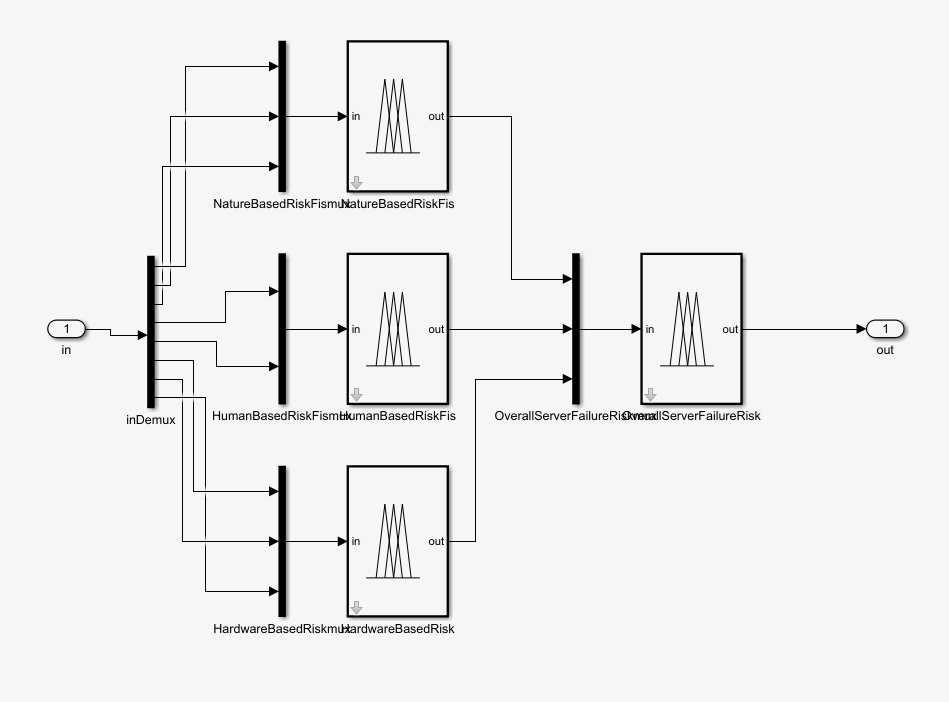 in
out
NatureBasedRiskFismux
NatureBasedRiskFis
1
in
inDemux
in
out
HumanBasedRiskFismux
HumanBasedRiskFis
in
out
OverallServerFailureRiskmux
OverallServerFailureRisk
1
out
in
out
HardwareBasedRiskmux
HardwareBasedRisk